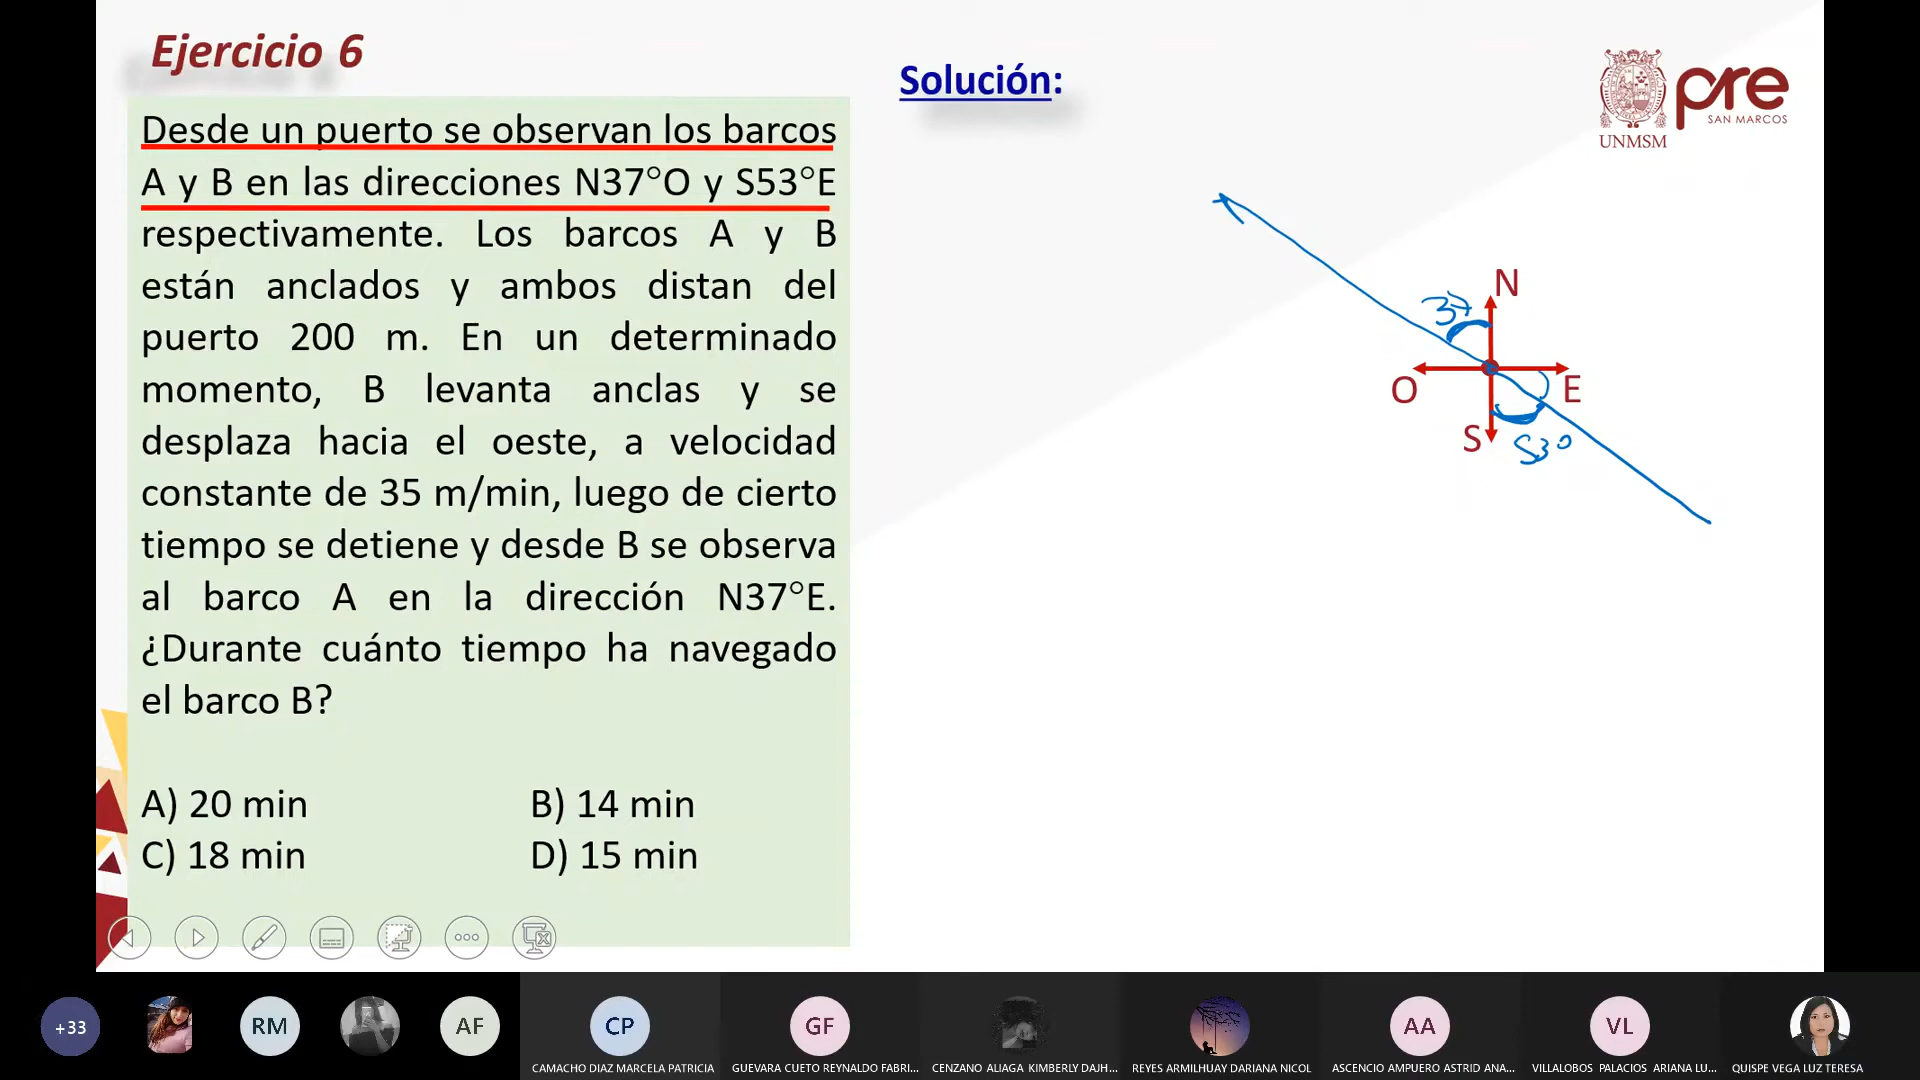 Ejercicio 6
Solución:
pre
SAN MARCOS
UNMSM
Desde un puerto se observan los barcos
A y B en las direcciones N37°O y S53°E
respectivamente. Los barcos A y B
están anclados y ambos distan del
puerto 200 m. En un determinado
momento, B levanta anclas y se
desplaza hacia el oeste, a velocidad
constante de 35 m/min, luego de cierto
tiempo se detiene y desde B se observa
al barco A en la dirección N37°E.
¿Durante cuánto tiempo ha navegado
el barco B?
A) 20 min B) 14 min
C) 18 min D) 15 min
N
37
O E
S
53°
+33
RM
AF
CP
GF
AA
VL
CAMACHO DIAZ MARCELA PATRICIA
GUEVARA CUETO REYNALDO FABRI...
CENZANO ALIAGA KIMBERLY DAJH...
REYES ARMILHUAY DARIANA NICOL
ASCENCIO AMPUERO ASTRID ANA...
VILLALOBOS PALACIOS ARIANA LU...
QUISPE VEGA LUZ TERESA